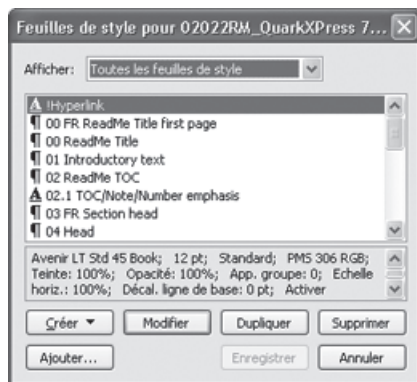 Feuilles de style pour 02022RM_QuarkXPress 7...
Afficher: Toutes les feuilles de style
A !Hyperlink
¶ 00 FR ReadMe Title first page
¶ 00 ReadMe Title
¶ 01 Introductory text
¶ 02 ReadMe TOC
A 02.1 TOC/Note/Number emphasis
¶ 03 FR Section head
¶ 04 Head
Avenir LT Std 45 Book; 12 pt; Standard; PMS 306 RGB;
Teinte: 100%; Opacité: 100%; App. groupe: 0; Echelle
horiz.: 100%; Décal. ligne de base: 0 pt; Activer
Créer Modifier Dupliquer Supprimer
Ajouter... Enregistrer Annuler